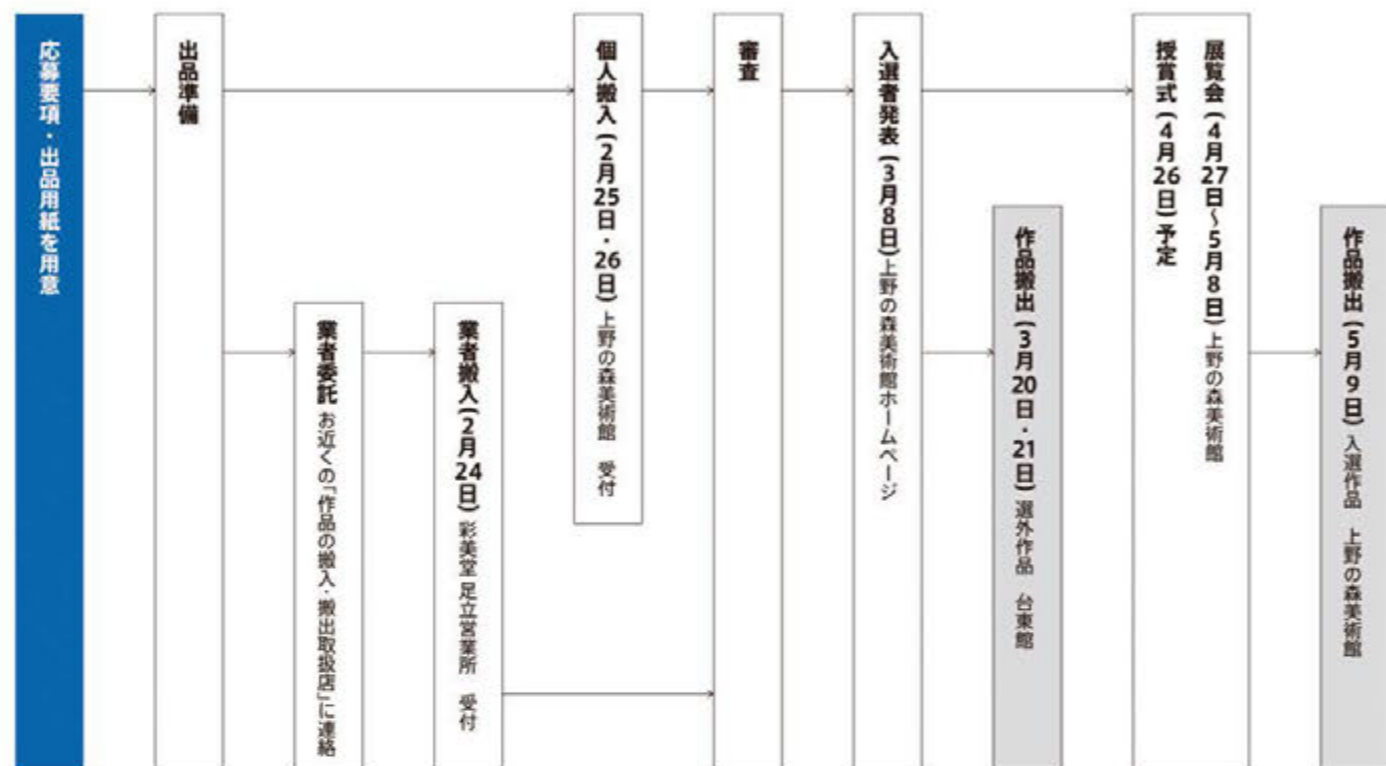 応募要項・出品用紙を用意
出品準備
業者委託 お近くの「作品の搬入・搬出取扱店」に連絡
業者搬入(2月24日) 彩美堂 足立営業所 受付
個人搬入(2月25日・26日) 上野の森美術館 受付
審査
入選者発表(3月8日) 上野の森美術館ホームページ
作品搬出(3月20日・21日) 選外作品 台東館
展覧会(4月27日~5月8日) 上野の森美術館
授賞式(4月26日)予定
作品搬出(5月9日) 入選作品 上野の森美術館